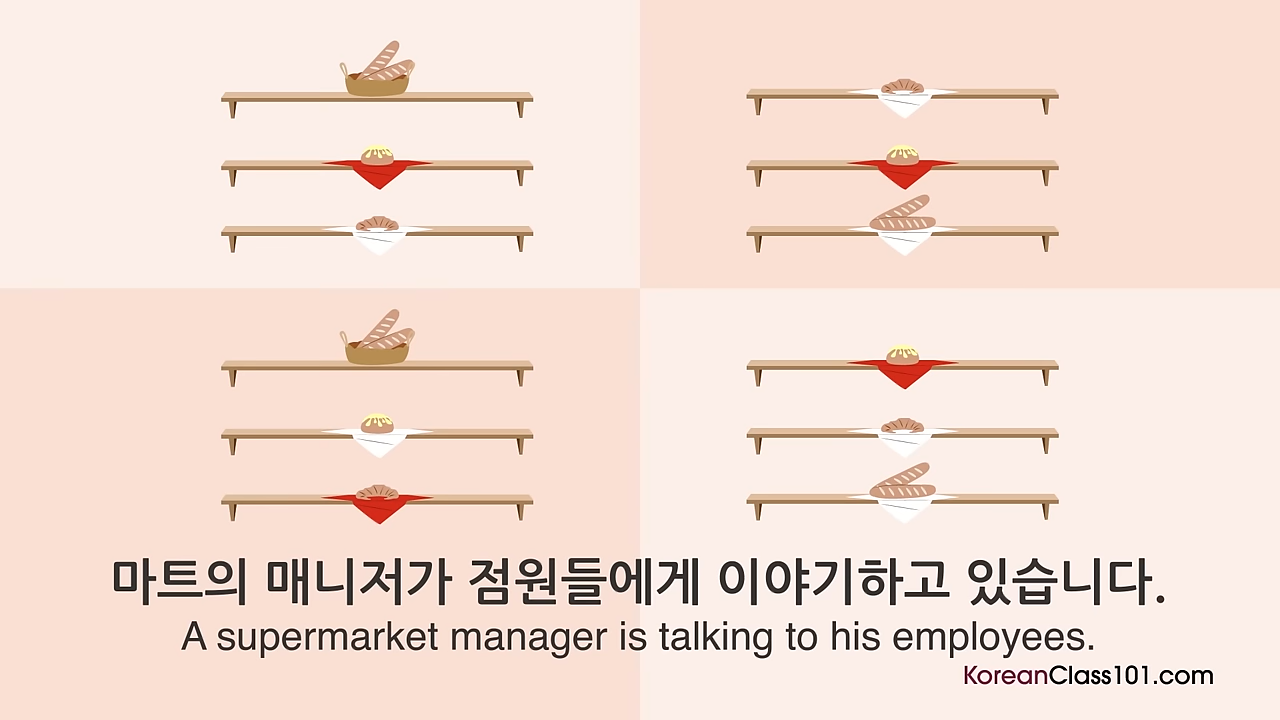 마트의 매니저가 점원들에게 이야기하고 있습니다.
A supermarket manager is talking to his employees.
KoreanClass101.com